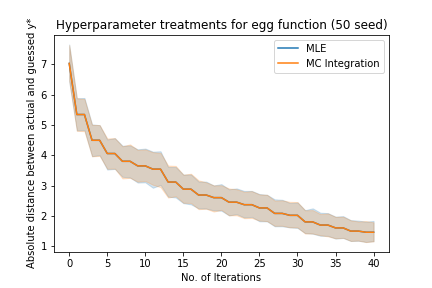 Hyperparameter treatments for egg function (50 seed)
MLE
MC Integration
Absolute distance between actual and guessed y*
7
6
5
4
3
2
1
0 5 10 15 20 25 30 35 40
No. of Iterations